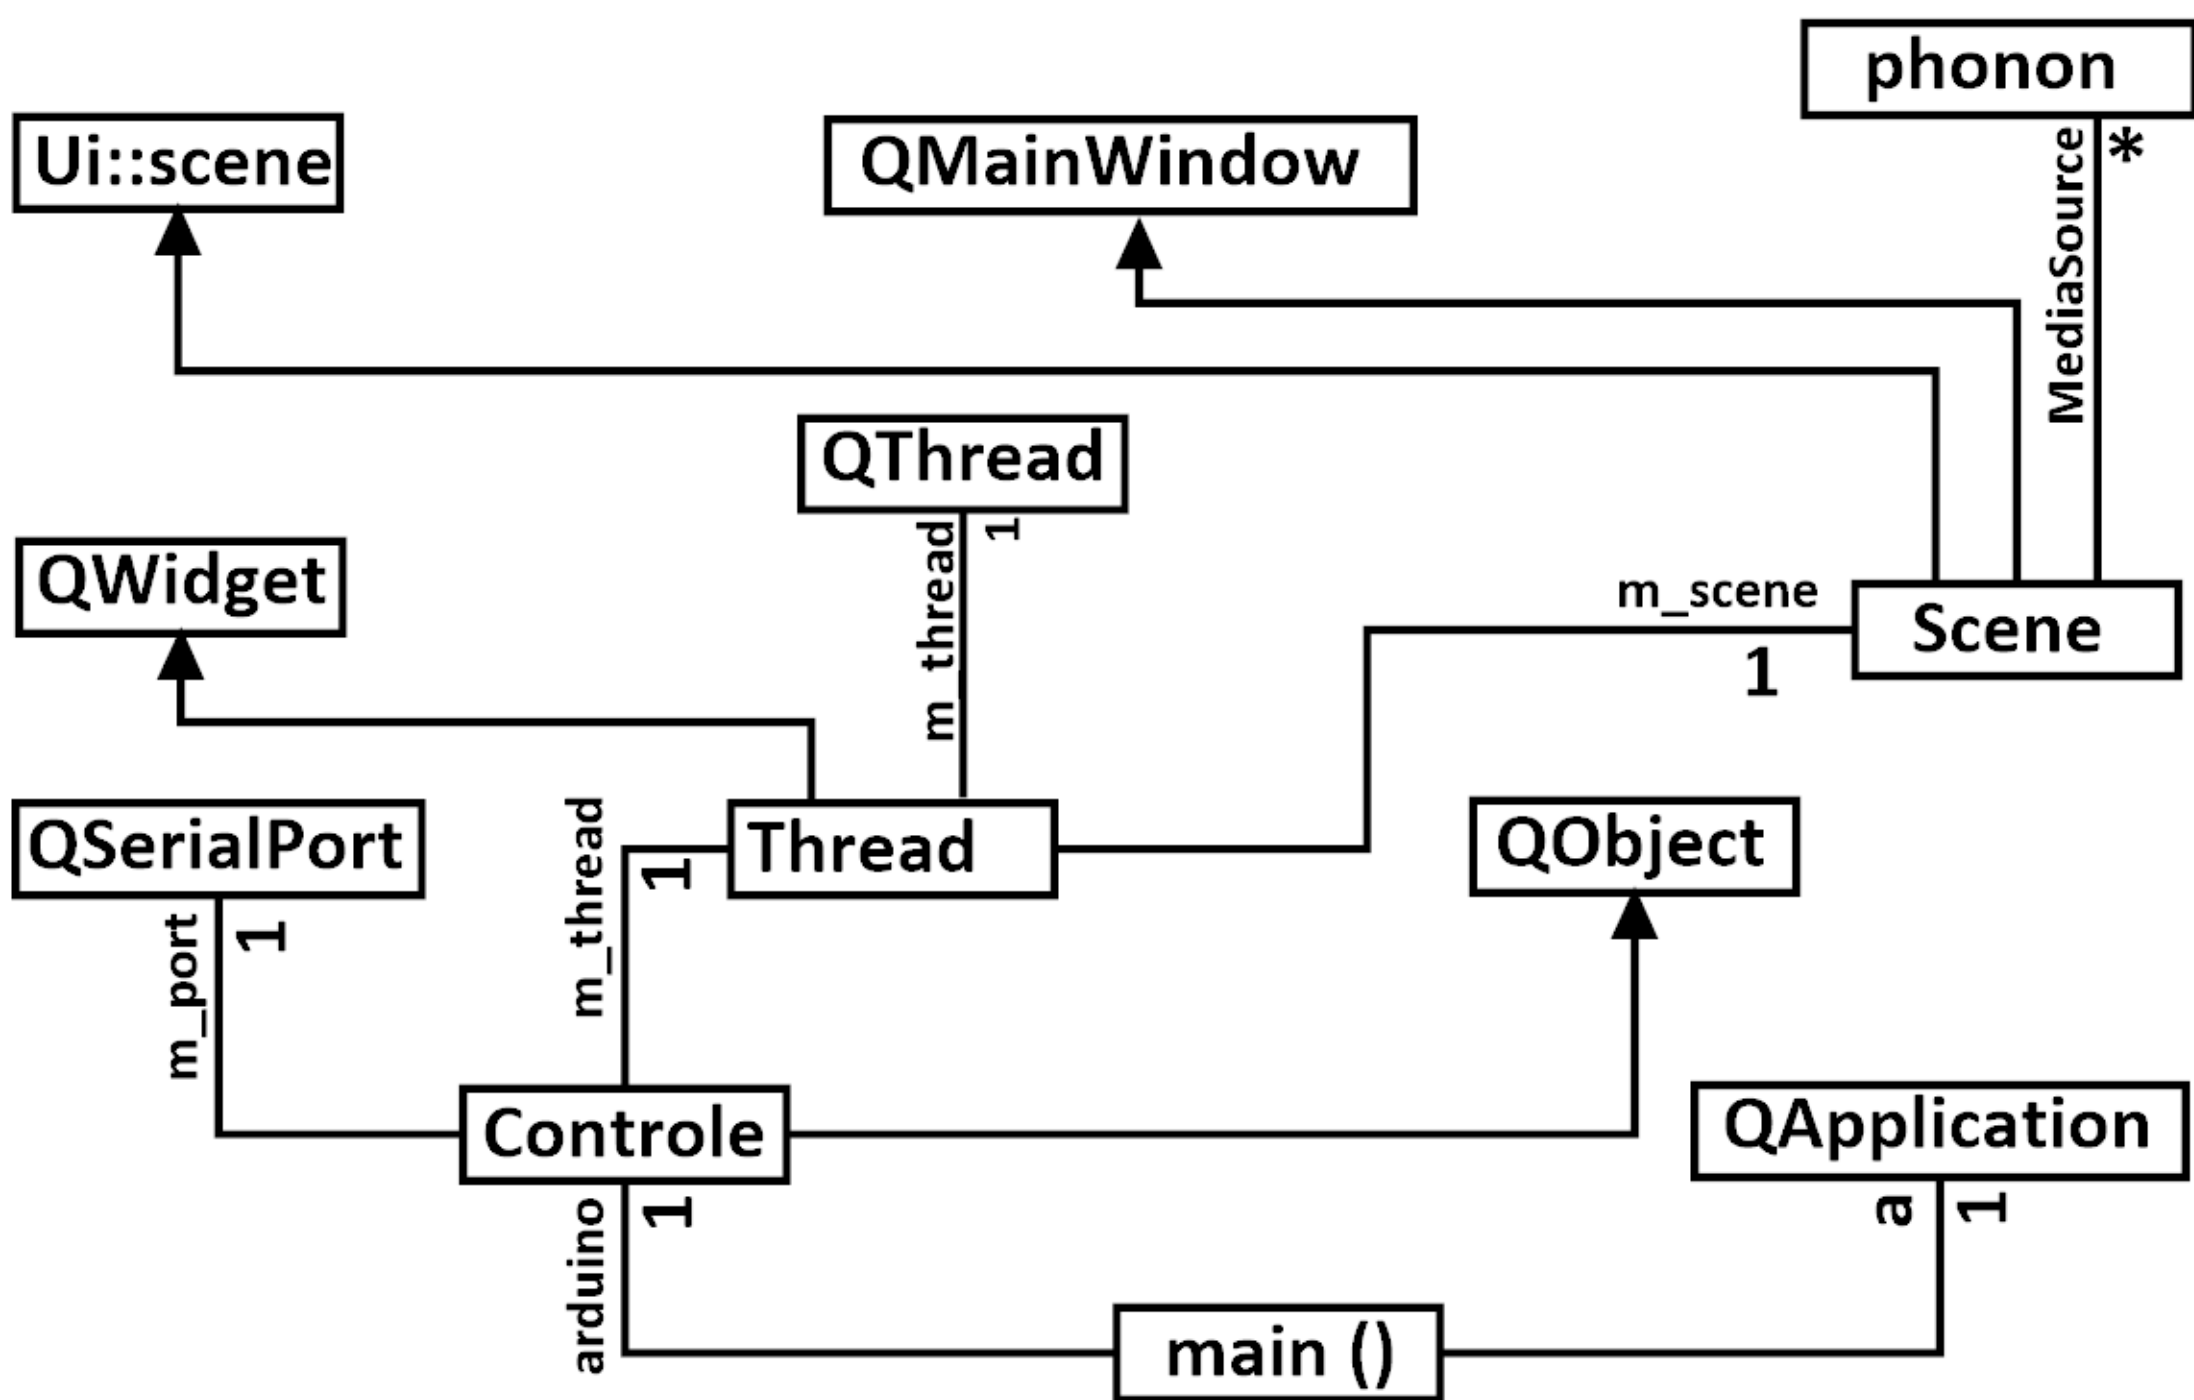 phonon
Ui::scene
QMainWindow
*
MediaSource
QThread
m_thread
1
QWidget
m_scene
1
Scene
QSerialPort
m_thread
1
Thread
QObject
m_port
1
Controle
QApplication
arduino
1
a
1
main ()